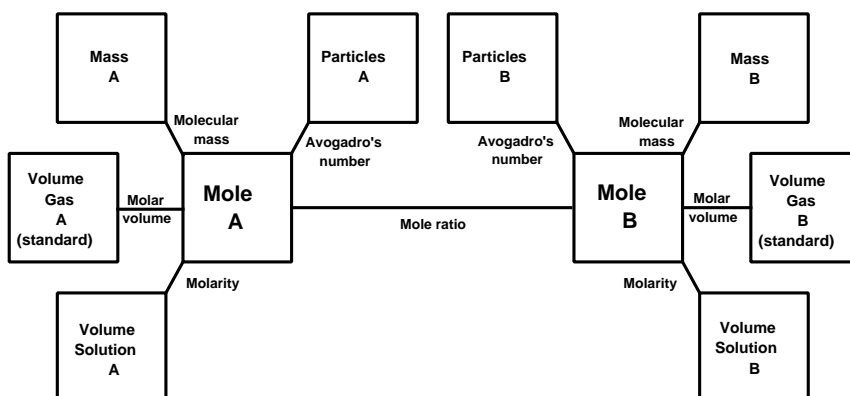 Mass
A
Particles
A
Particles
B
Mass
B
Molecular
mass
Avogadro's
number
Avogadro's
number
Molecular
mass
Volume
Gas
A
(standard)
Molar
volume
Mole
A
Mole ratio
Mole
B
Molar
volume
Volume
Gas
B
(standard)
Molarity
Molarity
Volume
Solution
A
Volume
Solution
B